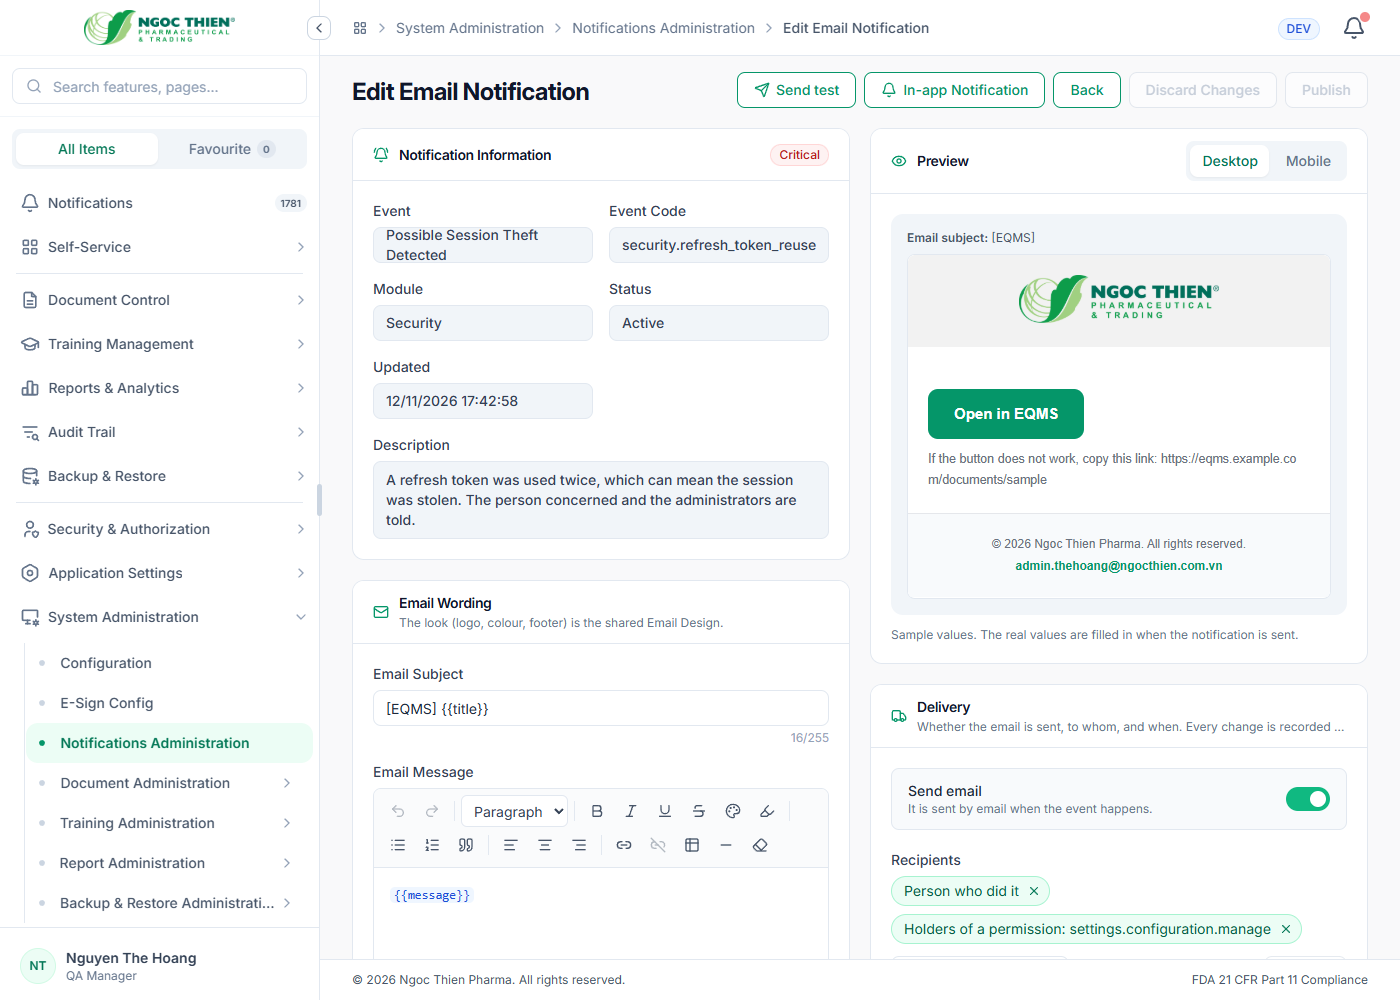 NGOC THIEN®
PHARMACEUTICAL
& TRADING
System Administration
Notifications Administration
Edit Email Notification
DEV
Search features, pages...
All Items
Favourite 0
Notifications 1781
Self-Service
Document Control
Training Management
Reports & Analytics
Audit Trail
Backup & Restore
Security & Authorization
Application Settings
System Administration
Configuration
E-Sign Config
Notifications Administration
Document Administration
Training Administration
Report Administration
Backup & Restore Administrati...
NT
Nguyen The Hoang
QA Manager
Edit Email Notification
Send test
In-app Notification
Back
Discard Changes
Publish
Notification Information
Critical
Event
Possible Session Theft
Detected
Event Code
security.refresh_token_reuse
Module
Security
Status
Active
Updated
12/11/2026 17:42:58
Description
A refresh token was used twice, which can mean the session
was stolen. The person concerned and the administrators are
told.
Email Wording
The look (logo, colour, footer) is the shared Email Design.
Email Subject
[EQMS] {{title}}
16/255
Email Message
Paragraph
{{message}}
Preview
Desktop
Mobile
Email subject: [EQMS]
NGOC THIEN®
PHARMACEUTICAL
& TRADING
Open in EQMS
If the button does not work, copy this link: https://eqms.example.co
m/documents/sample
© 2026 Ngoc Thien Pharma. All rights reserved.
admin.thehoang@ngocthien.com.vn
Sample values. The real values are filled in when the notification is sent.
Delivery
Whether the email is sent, to whom, and when. Every change is recorded ...
Send email
It is sent by email when the event happens.
Recipients
Person who did it
Holders of a permission: settings.configuration.manage
© 2026 Ngoc Thien Pharma. All rights reserved.
FDA 21 CFR Part 11 Compliance